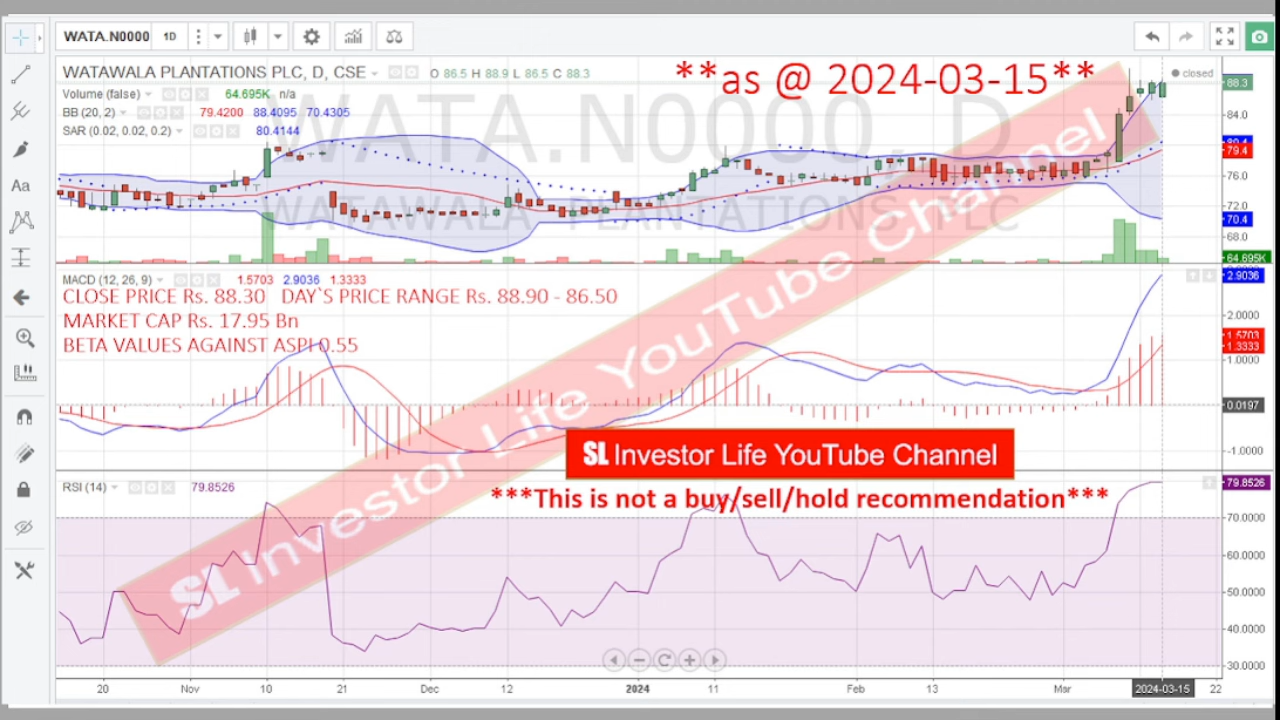 WATA.N0000 1D
WATAWALA PLANTATIONS PLC, D, CSE O 86.5 H 88.9 L 86.5 C 88.3
**as @ 2024-03-15**
closed
Volume (false) 64.695K n/a
BB (20, 2) 79.4200 88.4095 70.4305
SAR (0.02, 0.02, 0.2) 80.4144
WATA.N0000, D
WATAWALA PLANTATIONS PLC
88.3
84.0
80.4
79.4
76.0
72.0
70.4
68.0
64.695K
MACD (12, 26, 9) 1.5703 2.9036 1.3333
CLOSE PRICE Rs. 88.30 DAY`S PRICE RANGE Rs. 88.90 - 86.50
MARKET CAP Rs. 17.95 Bn
BETA VALUES AGAINST ASPI 0.55
2.9036
2.0000
1.5703
1.3333
1.0000
0.0197
-1.0000
SL Investor Life YouTube Channel
SL Investor Life YouTube Channel
***This is not a buy/sell/hold recommendation***
RSI (14) 79.8526
79.8526
70.0000
60.0000
50.0000
40.0000
30.0000
20 Nov 10 21 Dec 12 2024 11 Feb 13 Mar 2024-03-15 22
Aa